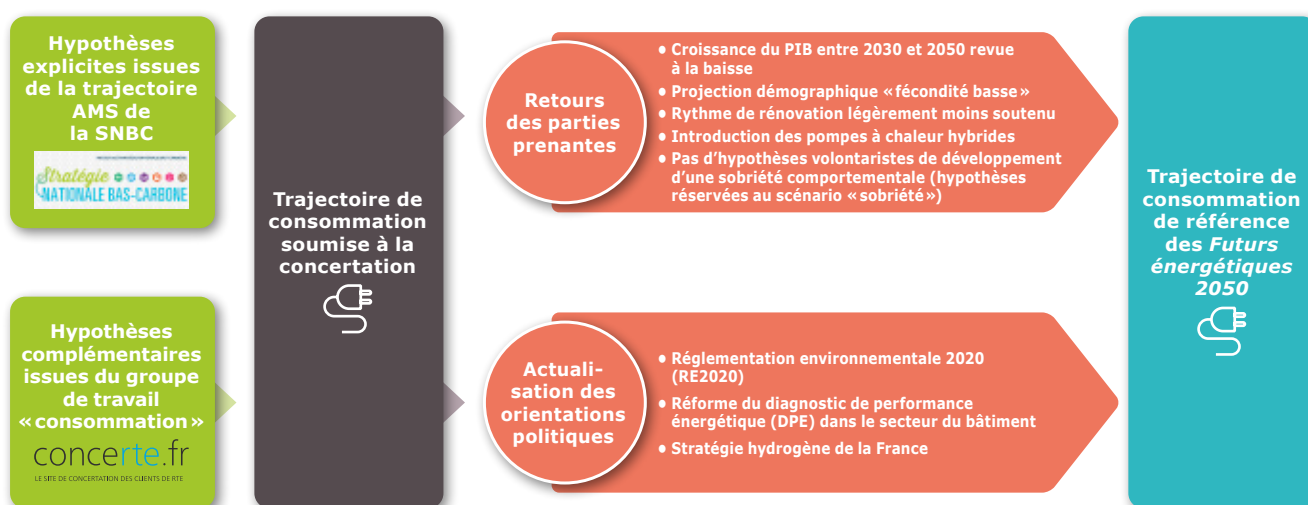 Hypothèses
explicites issues
de la trajectoire
AMS de
la SNBC
Stratégie
NATIONALE BAS-CARBONE
Hypothèses
complémentaires
issues du groupe
de travail
« consommation »
concerte.fr
LE SITE DE CONCERTATION DES CLIENTS DE RTE
Trajectoire de
consommation
soumise à la
concertation
Retours
des parties
prenantes
• Croissance du PIB entre 2030 et 2050 revue
à la baisse
• Projection démographique « fécondité basse »
• Rythme de rénovation légèrement moins soutenu
• Introduction des pompes à chaleur hybrides
• Pas d’hypothèses volontaristes de développement
d’une sobriété comportementale (hypothèses
réservées au scénario « sobriété »)
Actuali-
sation des
orientations
politiques
• Réglementation environnementale 2020
(RE2020)
• Réforme du diagnostic de performance
énergétique (DPE) dans le secteur du bâtiment
• Stratégie hydrogène de la France
Trajectoire de
consommation
de référence
des Futurs
énergétiques
2050